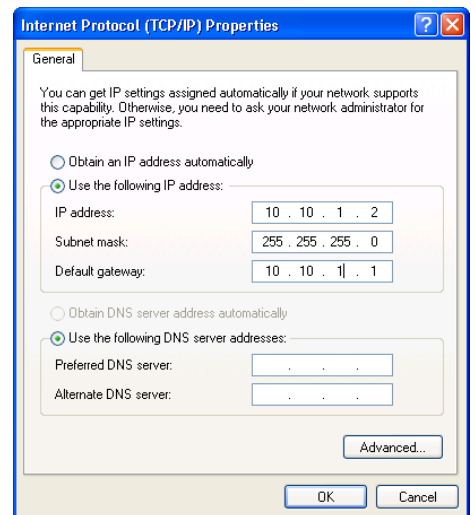 Internet Protocol (TCP/IP) Properties
General
You can get IP settings assigned automatically if your network supports
this capability. Otherwise, you need to ask your network administrator for
the appropriate IP settings.
Obtain an IP address automatically
Use the following IP address:
IP address: 10 . 10 . 1 . 2
Subnet mask: 255 . 255 . 255 . 0
Default gateway: 10 . 10 . 1 . 1
Obtain DNS server address automatically
Use the following DNS server addresses:
Preferred DNS server: . . .
Alternate DNS server: . . .
Advanced...
OK Cancel